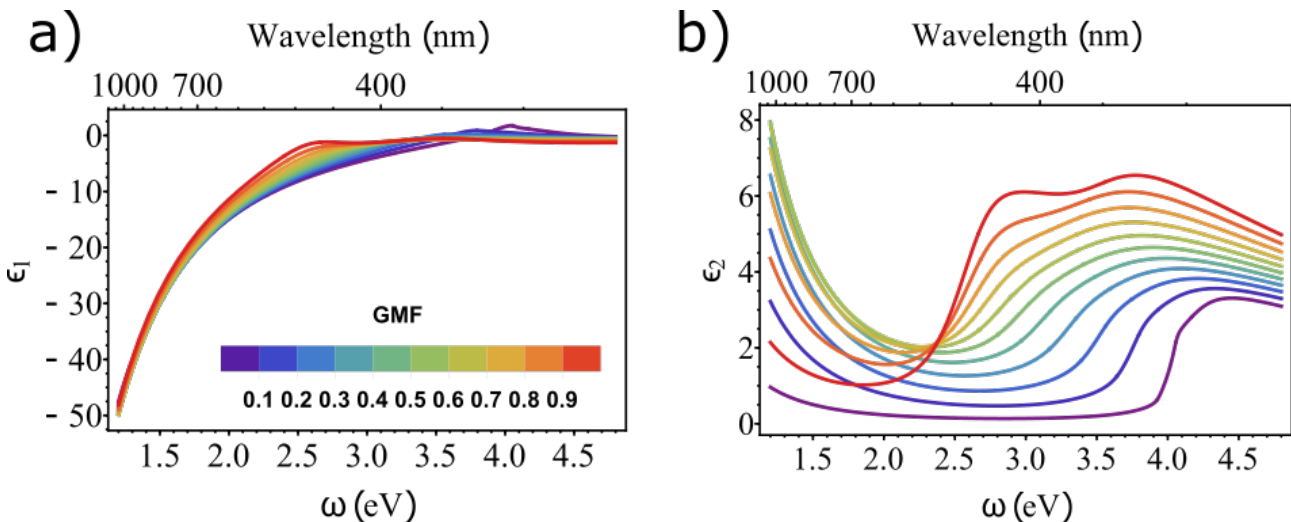 a)
Wavelength (nm)
1000 700 400
0
- 10
- 20
- 30
- 40
- 50
ϵ1
GMF
0.1 0.2 0.3 0.4 0.5 0.6 0.7 0.8 0.9
1.5 2.0 2.5 3.0 3.5 4.0 4.5
ω (eV)
b)
Wavelength (nm)
1000 700 400
8
6
4
2
0
ϵ2
1.5 2.0 2.5 3.0 3.5 4.0 4.5
ω (eV)